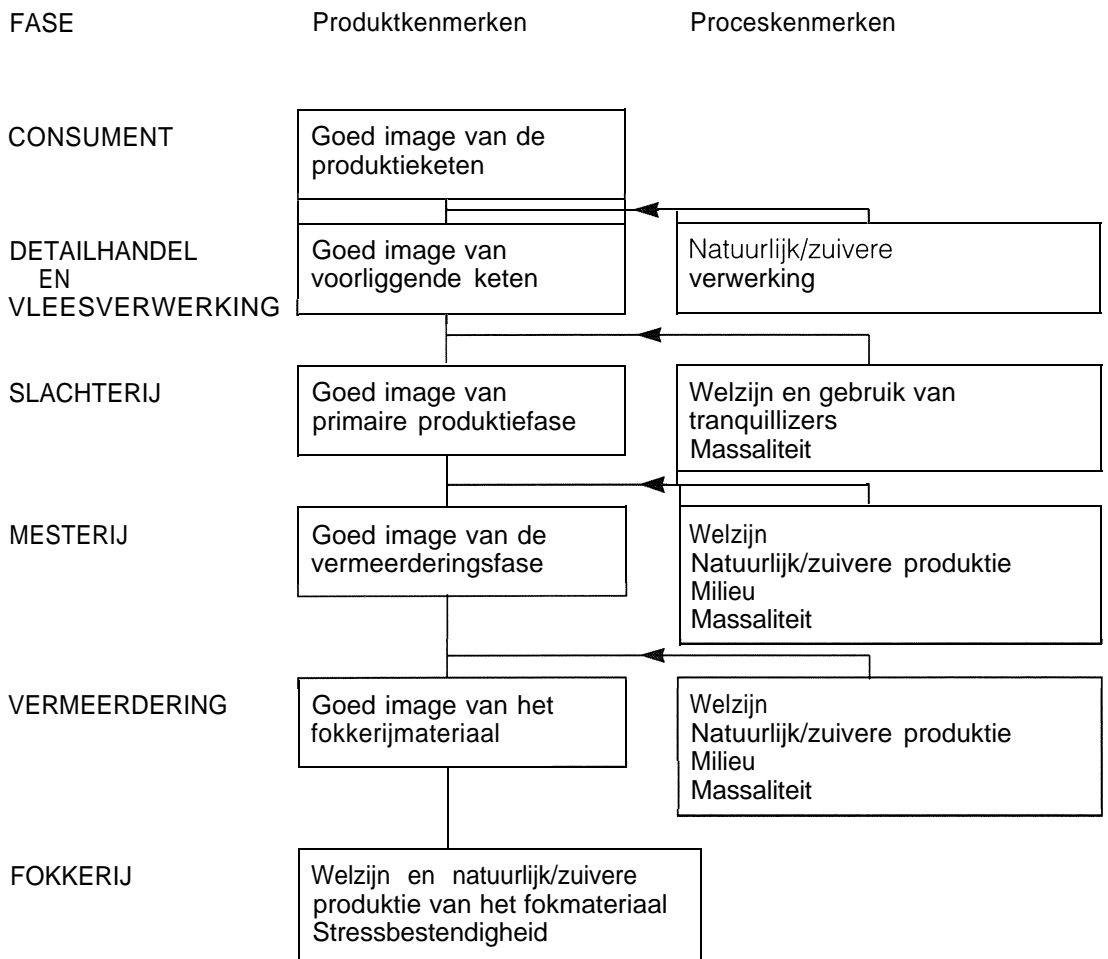 FASE Produktkenmerken Proceskenmerken
CONSUMENT
Goed image van de
produktieketen
DETAILHANDEL
EN
VLEESVERWERKING
Goed image van
voorliggende keten
Natuurlijk/zuivere
verwerking
SLACHTERIJ
Goed image van
primaire produktiefase
Welzijn en gebruik van
tranquillizers
Massaliteit
MESTERIJ
Goed image van de
vermeerderingsfase
Welzijn
Natuurlijk/zuivere produktie
Milieu
Massaliteit
VERMEERDERING
Goed image van het
fokkerijmateriaal
Welzijn
Natuurlijk/zuivere produktie
Milieu
Massaliteit
FOKKERIJ
Welzijn en natuurlijk/zuivere
produktie van het fokmateriaal
Stressbestendigheid